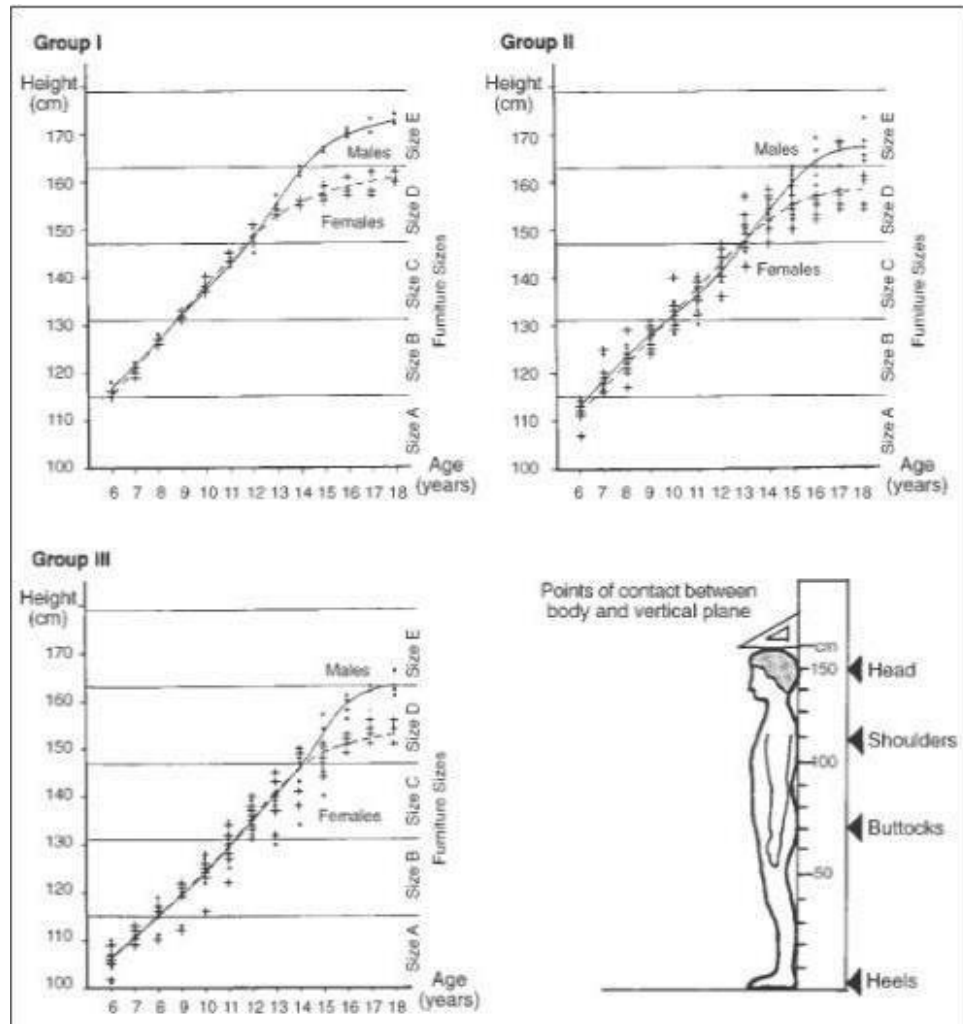 Group I
Height
(cm)
170
160
150
140
130
120
110
100
Males
Females
Size E
Size D
Size C
Size B
Size A
Furniture Sizes
6 7 8 9 10 11 12 13 14 15 16 17 18
Age
(years)
Group II
Height
(cm)
170
160
150
140
130
120
110
100
Males
Females
Size E
Size D
Size C
Size B
Size A
Furniture Sizes
6 7 8 9 10 11 12 13 14 15 16 17 18
Age
(years)
Group III
Height
(cm)
170
160
150
140
130
120
110
100
Males
Females
Size E
Size D
Size C
Size B
Size A
Furniture Sizes
6 7 8 9 10 11 12 13 14 15 16 17 18
Age
(years)
Points of contact between
body and vertical plane
cm
150
100
50
Head
Shoulders
Buttocks
Heels